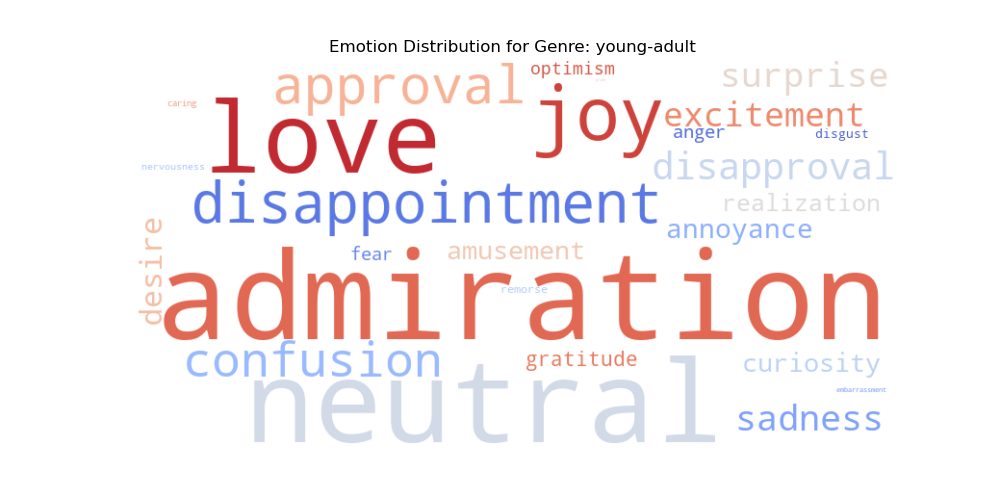 Emotion Distribution for Genre: young-adult
approval
optimism
surprise
caring
love
joy
excitement
anger
disgust
nervousness
disapproval
disappointment
realization
annoyance
desire
fear
amusement
admiration
remorse
confusion
gratitude
curiosity
neutral
embarrassment
sadness